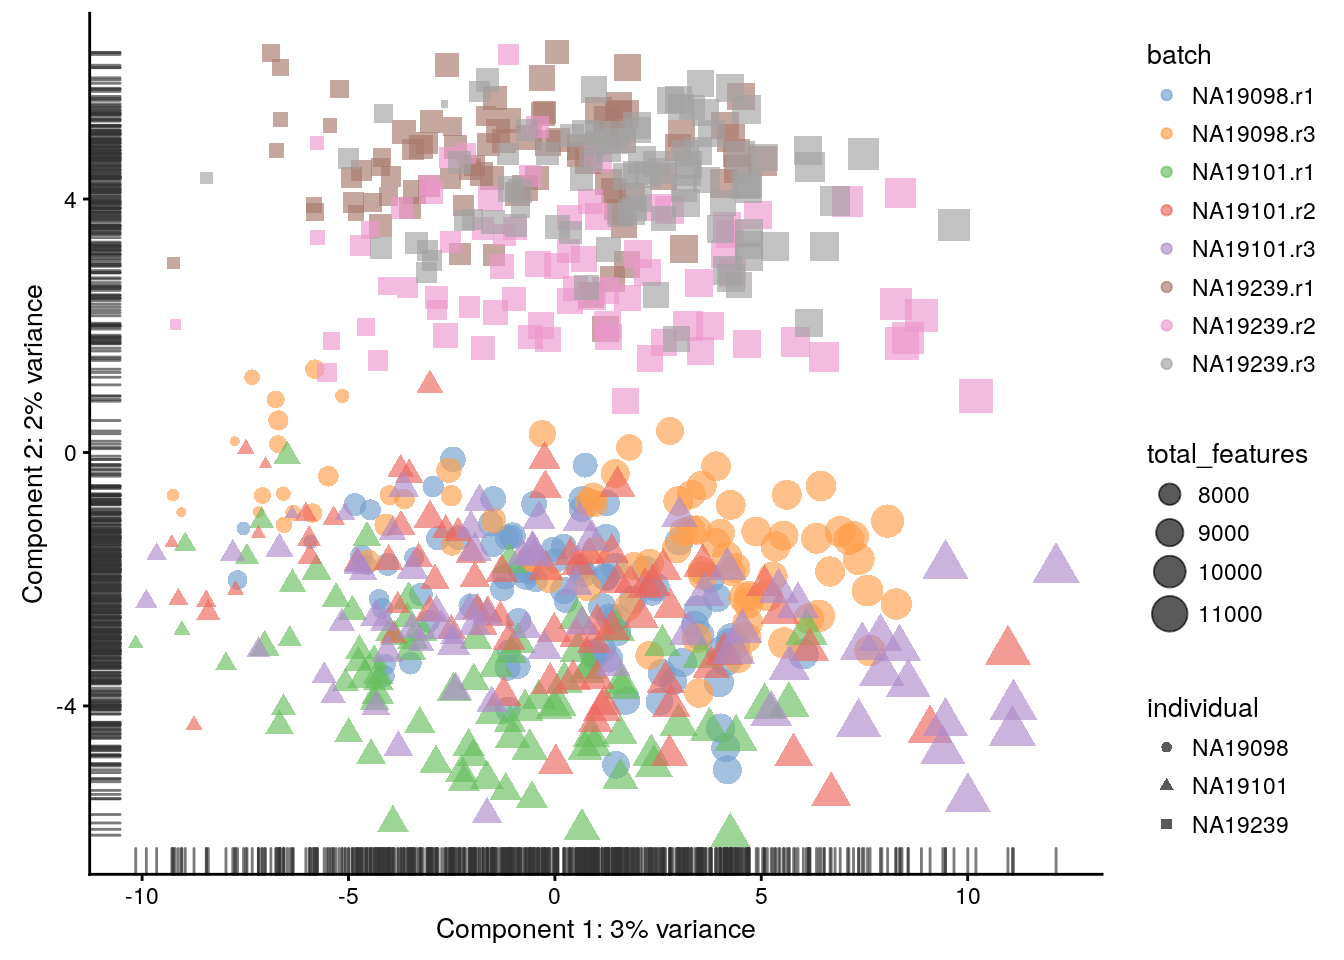 batch
NA19098.r1
NA19098.r3
NA19101.r1
NA19101.r2
NA19101.r3
NA19239.r1
NA19239.r2
NA19239.r3
total_features
8000
9000
10000
11000
individual
NA19098
NA19101
NA19239
Component 2: 2% variance
4
0
-4
-10
-5
0
5
10
Component 1: 3% variance